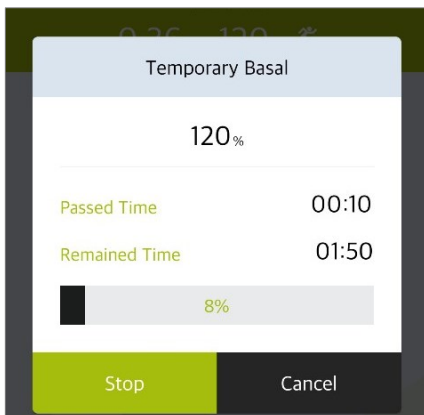 Temporary Basal
120%
Passed Time 00:10
Remained Time 01:50
8%
Stop Cancel